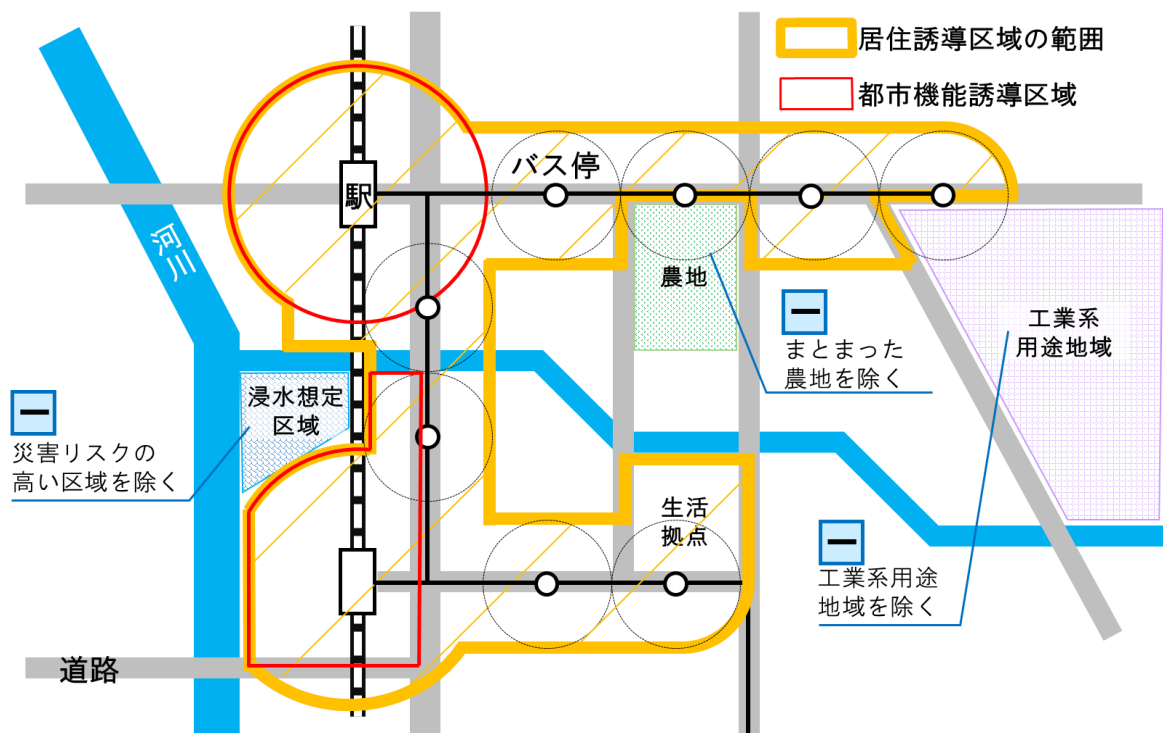 居住誘導区域の範囲
都市機能誘導区域
バス停
駅
河川
農地
工業系
用途地域
まとまった
農地を除く
浸水想定
区域
災害リスクの
高い区域を除く
生活
拠点
工業系用途
地域を除く
道路